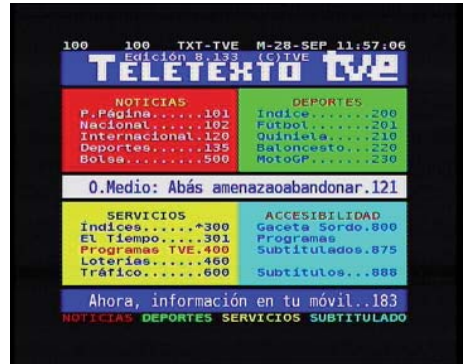 100 100 TXT-TVE M-28-SEP 11:57:06
Edición 8.133 (C)TVE
TELETEXTO tve
NOTICIAS
P.Página......101
Nacional......102
Internacional.120
Deportes......135
Bolsa.........500
DEPORTES
Indice.......200
Fútbol.......201
Quiniela.....210
Baloncesto...220
MotoGP.......230
O.Medio: Abás amenazaoabandonar.121
SERVICIOS
Índices......*300
El Tiempo.....301
Programas TVE.400
Loterías......460
Tráfico.......600
ACCESIBILIDAD
Gaceta Sordo.800
Programas
Subtitulados.875
Subtítulos...888
Ahora, información en tu móvil..183
NOTICIAS DEPORTES SERVICIOS SUBTITULADO